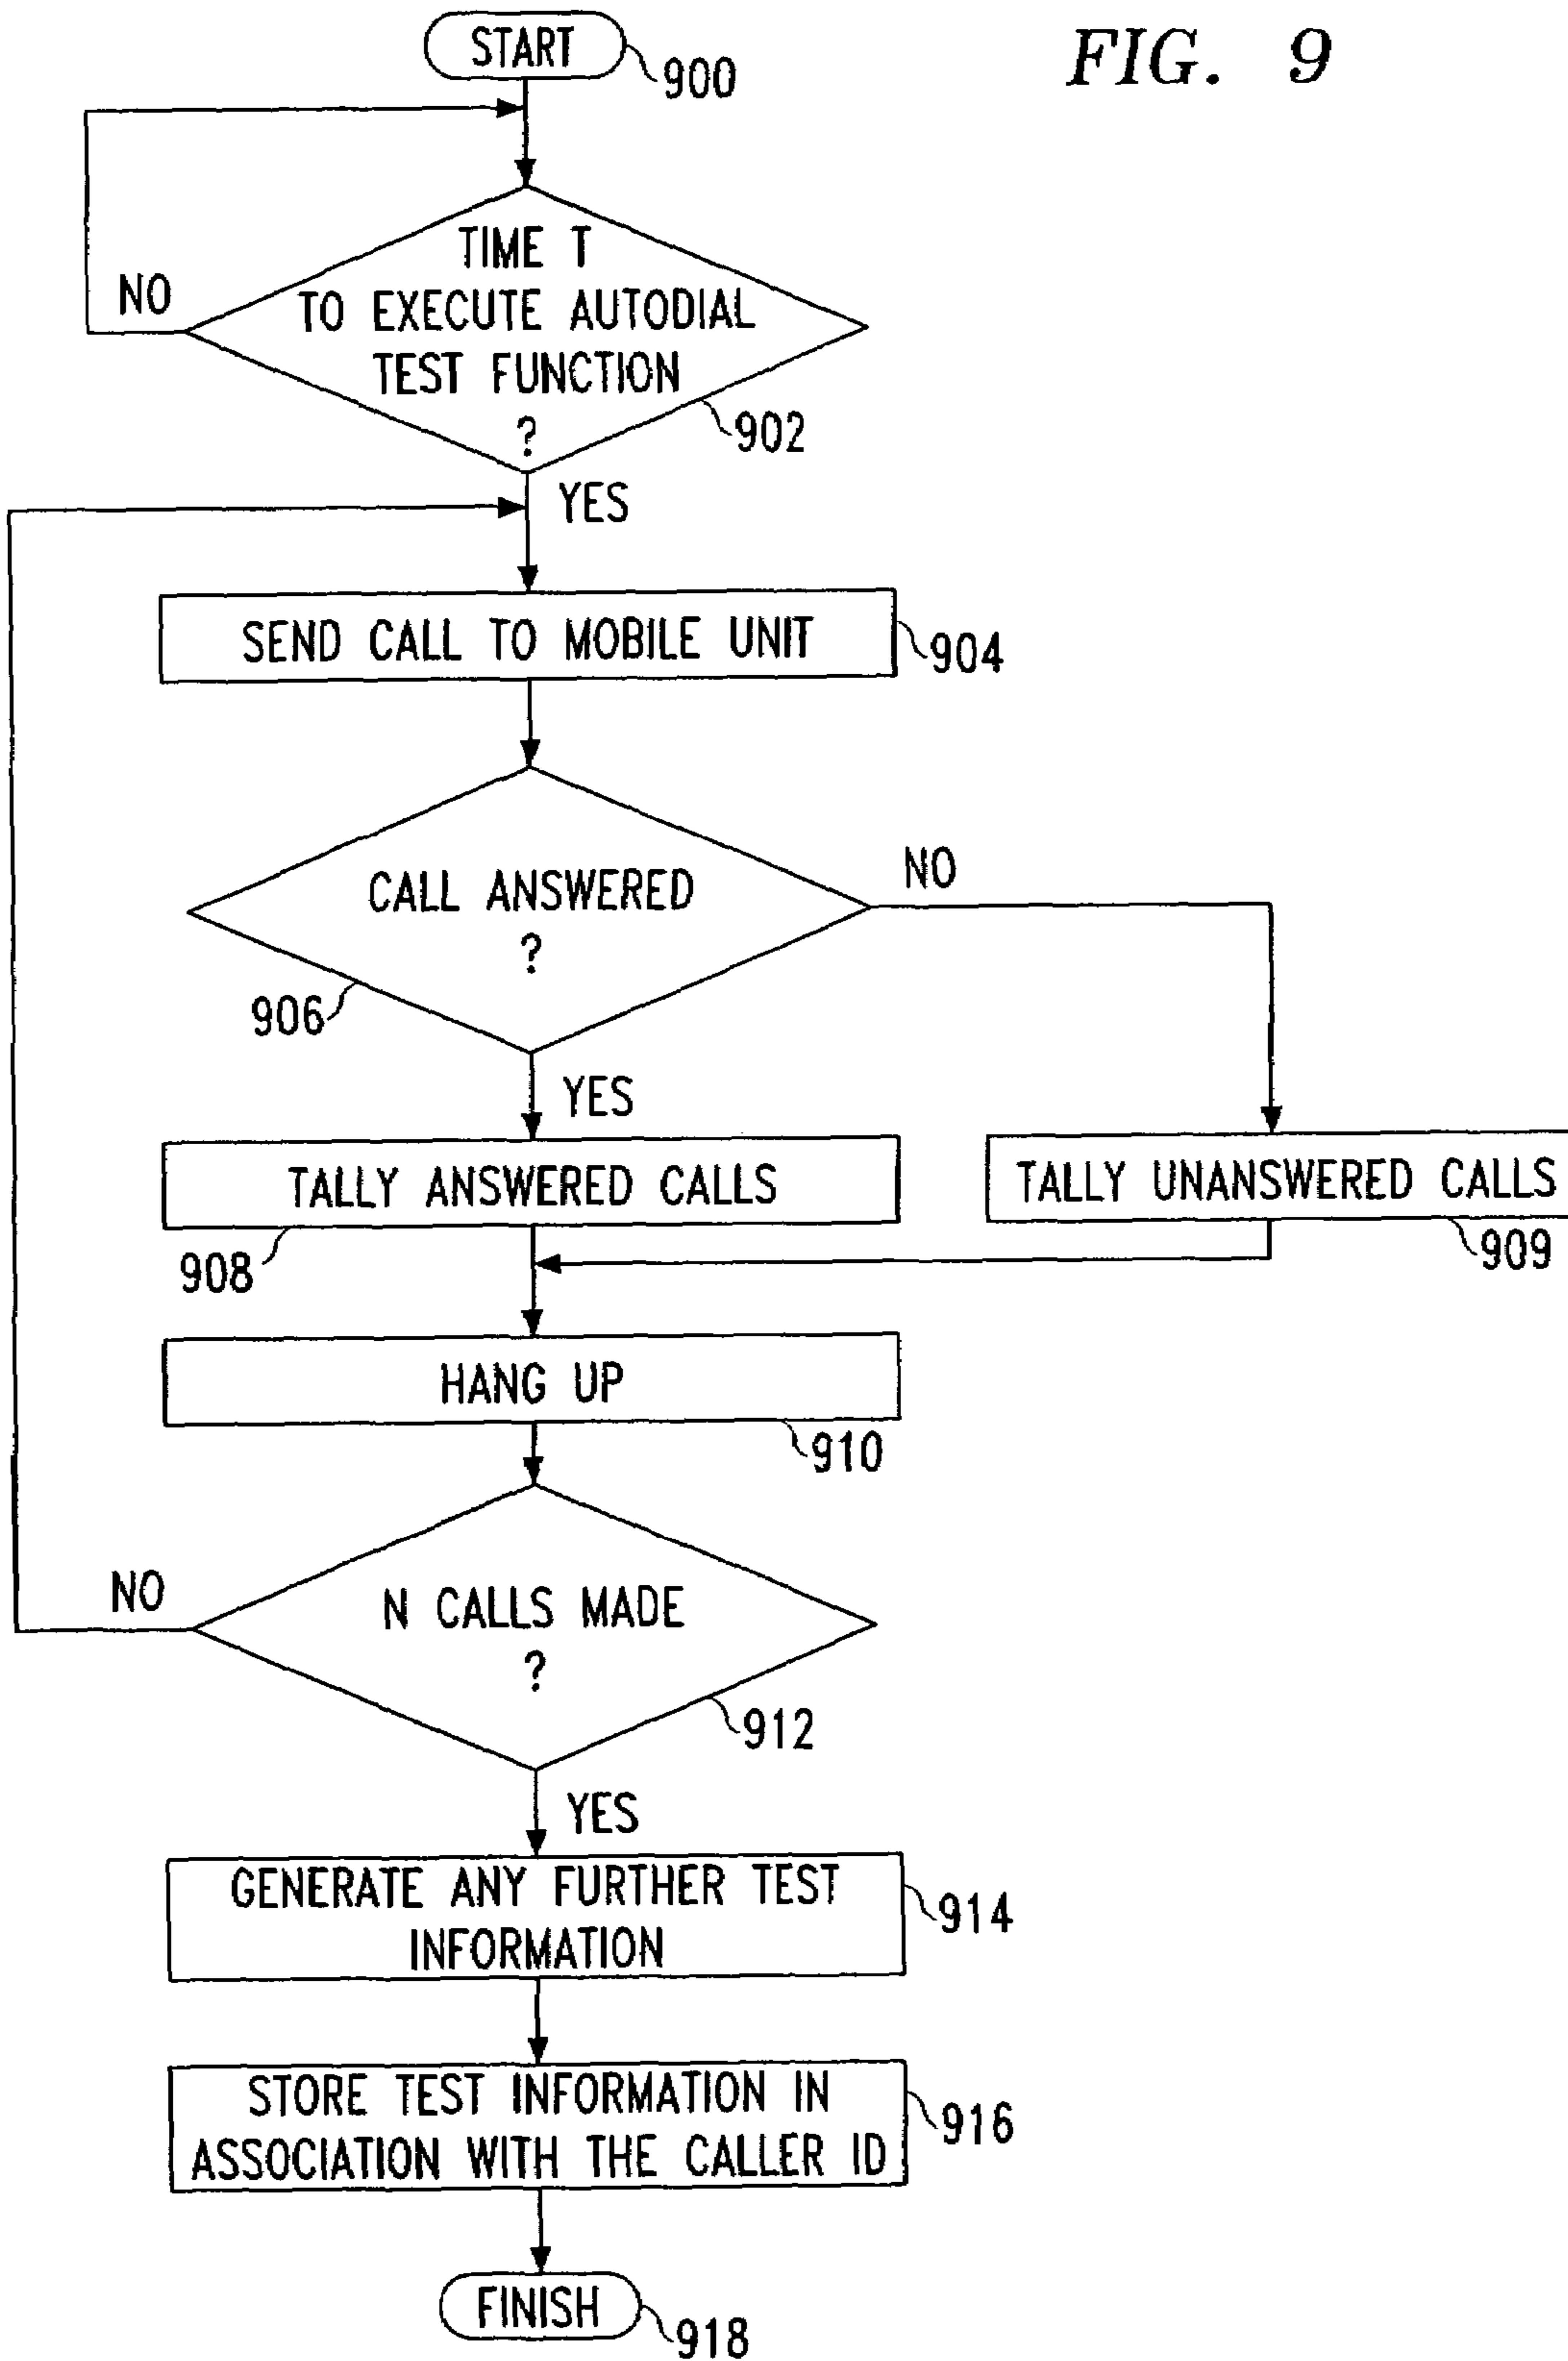 FIG. 9
START
900
TIME T
TO EXECUTE AUTODIAL
TEST FUNCTION
?
902
NO
YES
SEND CALL TO MOBILE UNIT
904
CALL ANSWERED
?
906
NO
YES
TALLY ANSWERED CALLS
908
TALLY UNANSWERED CALLS
909
HANG UP
910
N CALLS MADE
?
912
NO
YES
GENERATE ANY FURTHER TEST
INFORMATION
914
STORE TEST INFORMATION IN
ASSOCIATION WITH THE CALLER ID
916
FINISH
918